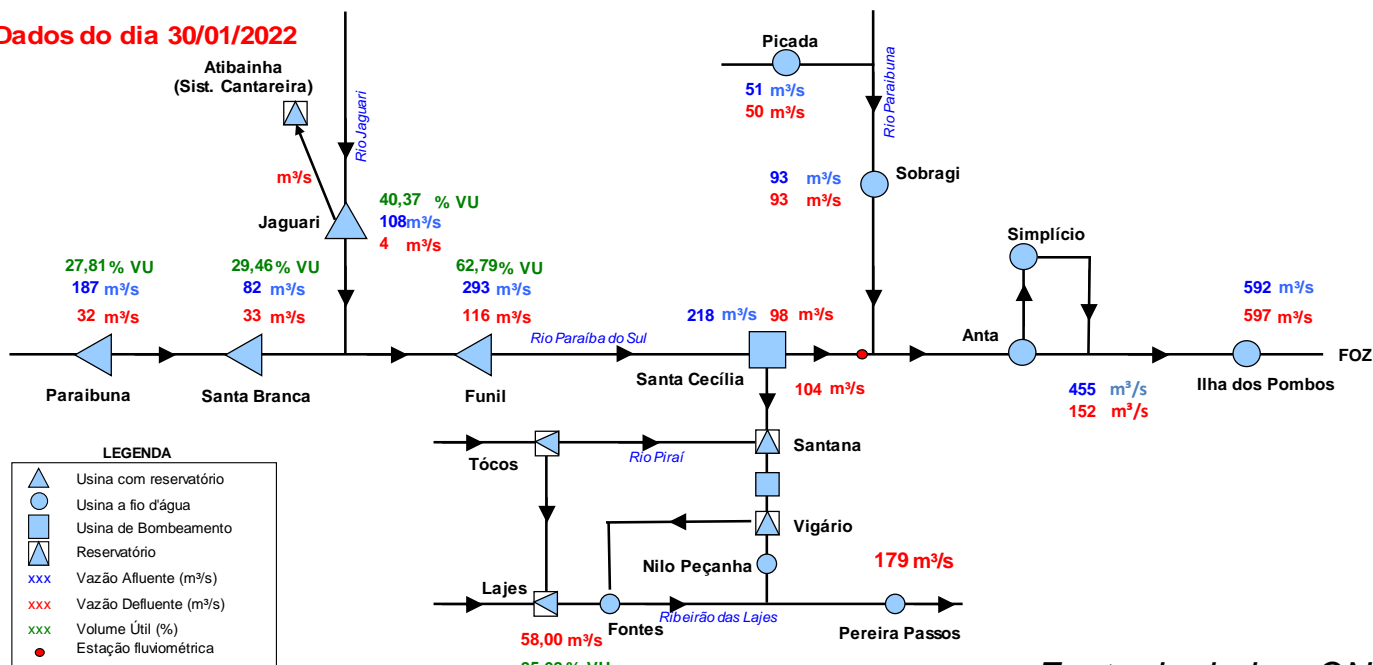 Dados do dia 30/01/2022
Picada
Atibainha
(Sist. Cantareira)
Rio Jaguari
51 m³/s
50 m³/s
Rio Paraibuna
m³/s
93 m³/s
93 m³/s
Sobragi
Jaguari
40,37 % VU
108 m³/s
4 m³/s
Simplício
27,81 % VU
187 m³/s
32 m³/s
29,46 % VU
82 m³/s
33 m³/s
62,79 % VU
293 m³/s
116 m³/s
218 m³/s 98 m³/s
592 m³/s
597 m³/s
Rio Paraíba do Sul
Anta
FOZ
Paraibuna
Santa Branca
Funil
Santa Cecília
104 m³/s
455 m³/s
152 m³/s
Ilha dos Pombos
Tócos
Rio Piraí
Santana
Vigário
Nilo Peçanha
179 m³/s
Lajes
Fontes
Ribeirão das Lajes
Pereira Passos
58,00 m³/s
LEGENDA
Usina com reservatório
Usina a fio d'água
Usina de Bombeamento
Reservatório
xxx Vazão Afluente (m³/s)
xxx Vazão Defluente (m³/s)
xxx Volume Útil (%)
Estação fluviométrica